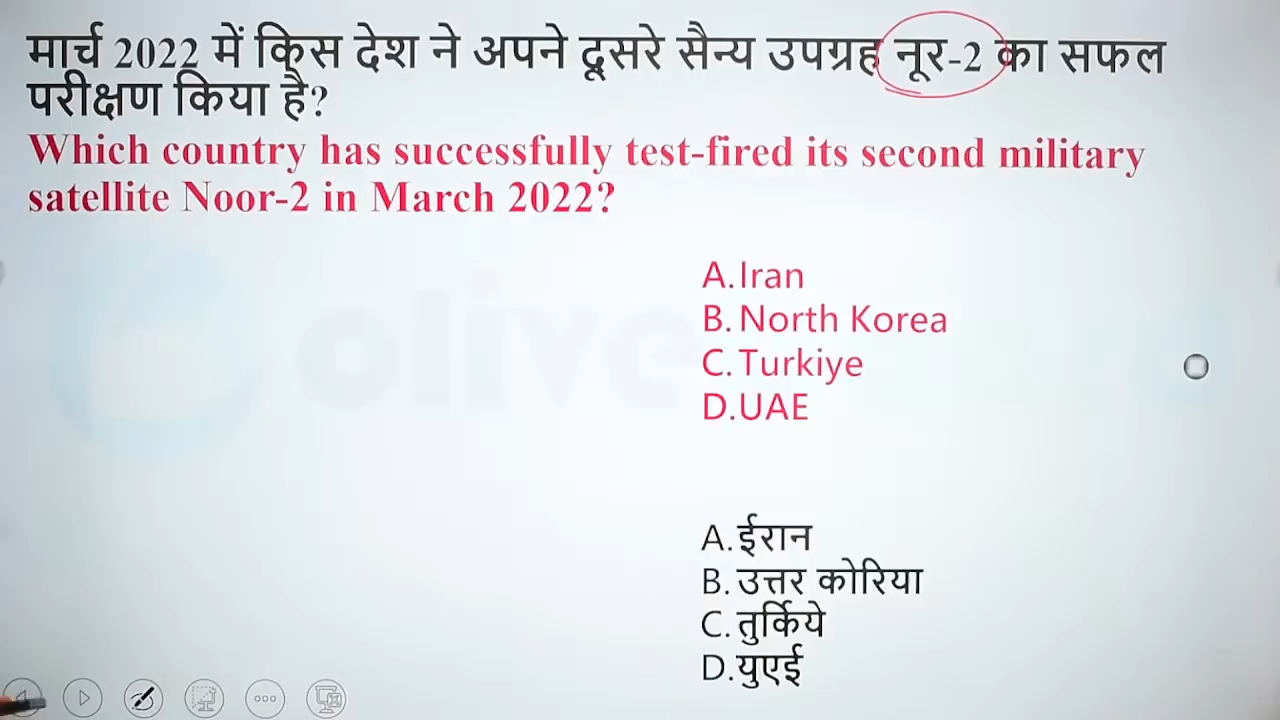 मार्च 2022 में किस देश ने अपने दूसरे सैन्य उपग्रह नूर-2 का सफल
परीक्षण किया है?
Which country has successfully test-fired its second military
satellite Noor-2 in March 2022?
olive
A.Iran
B.North Korea
C.Turkiye
D.UAE
A.ईरान
B.उत्तर कोरिया
C.तुर्किये
D.युएई